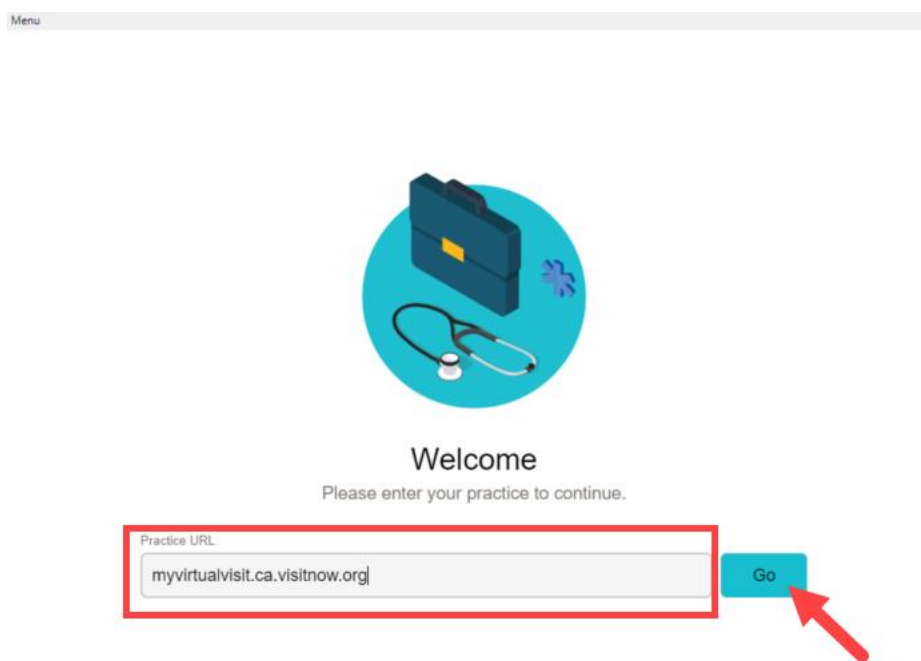 Menu
Welcome
Please enter your practice to continue.
Practice URL
myvirtualvisit.ca.visitnow.org
Go